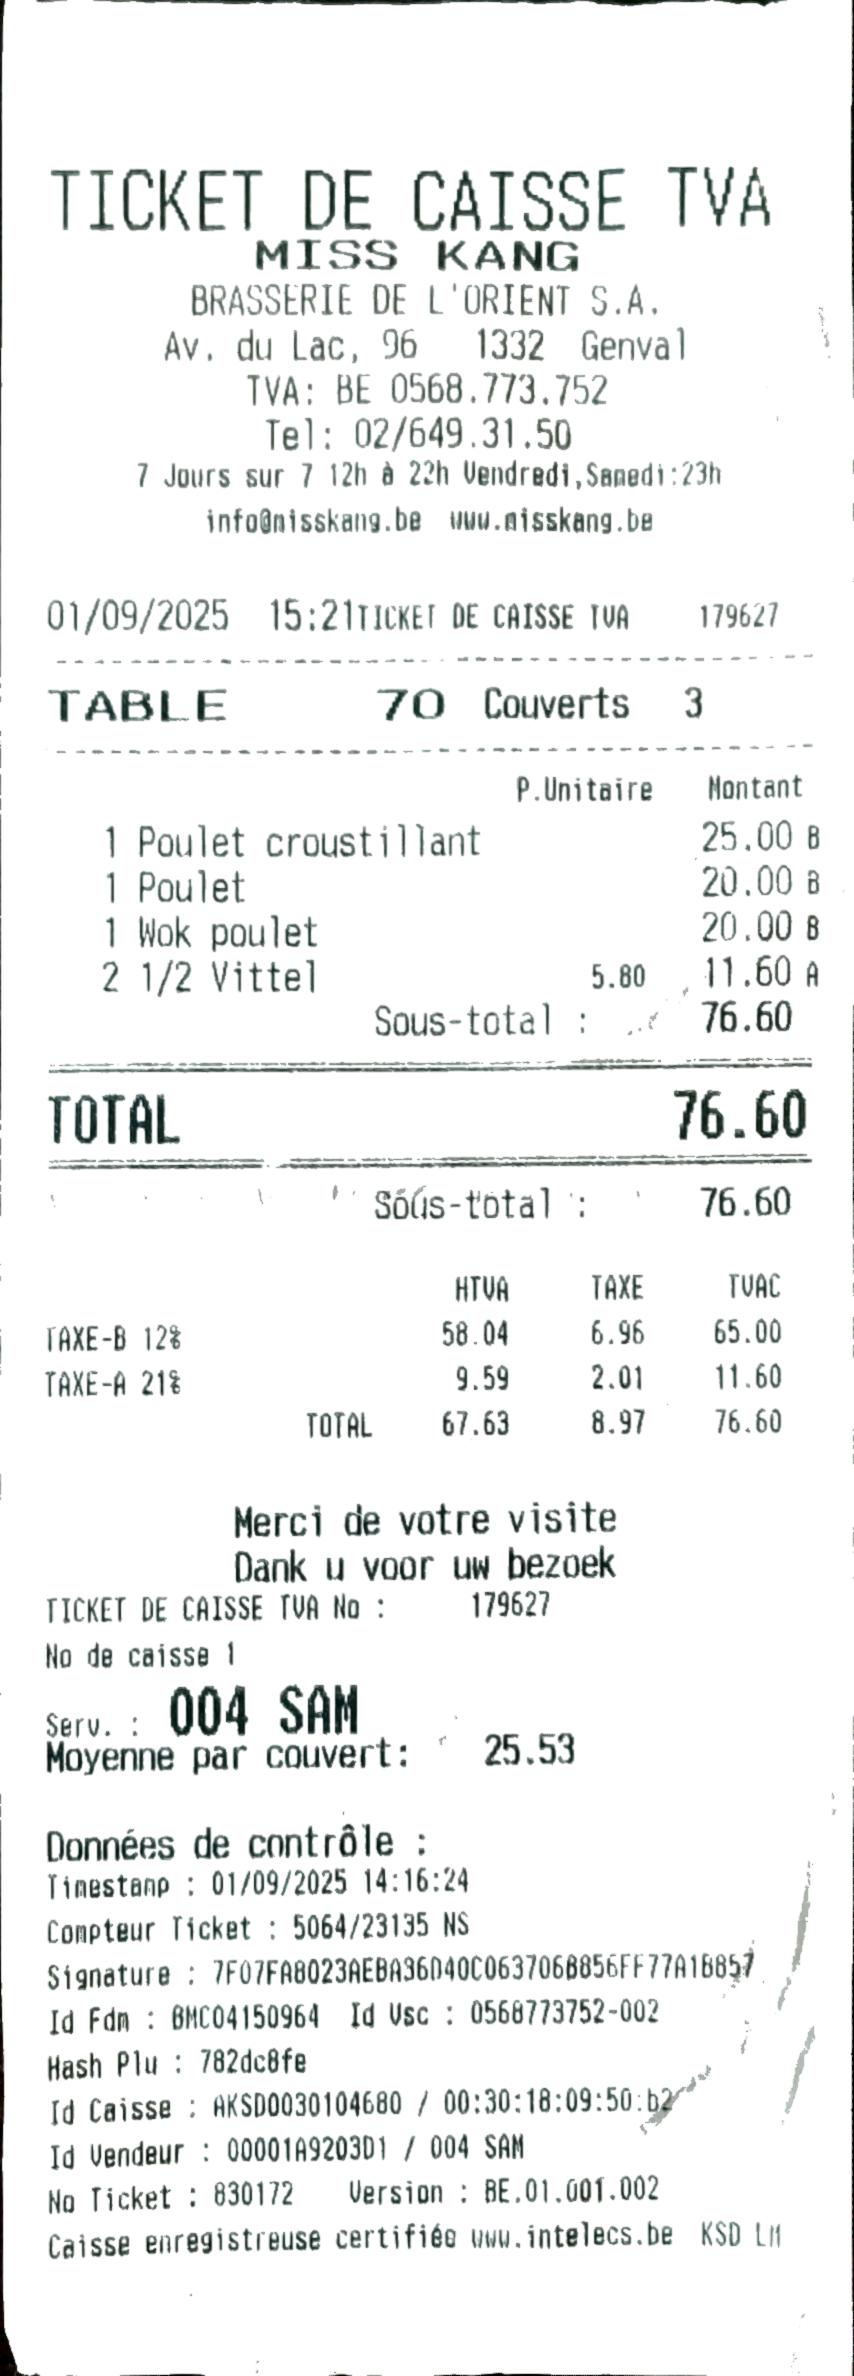 TICKET DE CAISSE TVA
MISS KANG
BRASSERIE DE L'ORIENT S.A.
Av. du Lac, 96 1332 Genval
TVA: BE 0568.773.752
Tel: 02/649.31.50
7 Jours sur 7 12h à 22h Vendredi,Samedi:23h
info@misskang.be www.misskang.be
01/09/2025 15:21TICKET DE CAISSE TVA 179627
TABLE 70 Couverts 3
P.Unitaire Montant
1 Poulet croustillant 25.00 B
1 Poulet 20.00 B
1 Wok poulet 20.00 B
2 1/2 Vittel 5.80 11.60 A
Sous-total : 76.60
TOTAL 76.60
Sous-total : 76.60
HTVA TAXE TVAC
TAXE-B 12% 58.04 6.96 65.00
TAXE-A 21% 9.59 2.01 11.60
TOTAL 67.63 8.97 76.60
Merci de votre visite
Dank u voor uw bezoek
TICKET DE CAISSE TVA No : 179627
No de caisse 1
Serv. : 004 SAM
Moyenne par couvert: 25.53
Données de contrôle :
Timestamp : 01/09/2025 14:16:24
Compteur Ticket : 5064/23135 NS
Signature : 7F07FA8023AEBA36D40C0637068856FF77A1B857
Id Fdm : BMC04150964 Id Vsc : 0568773752-002
Hash Plu : 782dc8fe
Id Caisse : AKSD0030104680 / 00:30:18:09:50:b2
Id Vendeur : 00001A9203D1 / 004 SAM
No Ticket : 830172 Version : BE.01.001.002
Caisse enregistreuse certifiée www.intelecs.be KSD LM